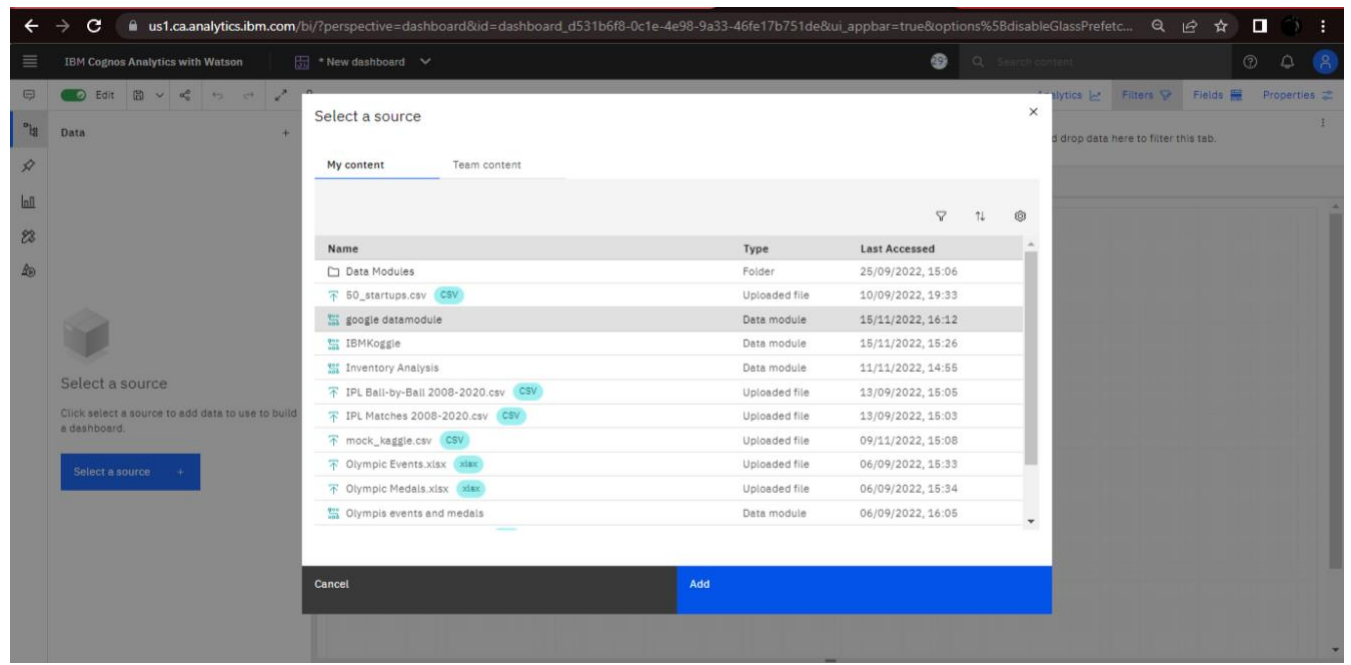 us1.ca.analytics.ibm.com/bi/?perspective=dashboard&id=dashboard_d531b6f8-0c1e-4e98-9a33-46fe17b751de&ui_appbar=true&options%5BdisableGlassPrefetc...
IBM Cognos Analytics with Watson * New dashboard 29 Search content
Edit Analytics Filters Fields Properties
Data + d drop data here to filter this tab.
Select a source
Click select a source to add data to use to build
a dashboard.
Select a source +
Select a source
My content Team content
Name Type Last Accessed
Data Modules Folder 25/09/2022, 15:06
50_startups.csv CSV Uploaded file 10/09/2022, 19:33
google datamodule Data module 15/11/2022, 16:12
IBMKoggle Data module 15/11/2022, 15:26
Inventory Analysis Data module 11/11/2022, 14:55
IPL Ball-by-Ball 2008-2020.csv CSV Uploaded file 13/09/2022, 15:05
IPL Matches 2008-2020.csv CSV Uploaded file 13/09/2022, 15:03
mock_kaggle.csv CSV Uploaded file 09/11/2022, 15:08
Olympic Events.xlsx xlsx Uploaded file 06/09/2022, 15:33
Olympic Medals.xlsx xlsx Uploaded file 06/09/2022, 15:34
Olympis events and medals Data module 06/09/2022, 16:05
Cancel Add